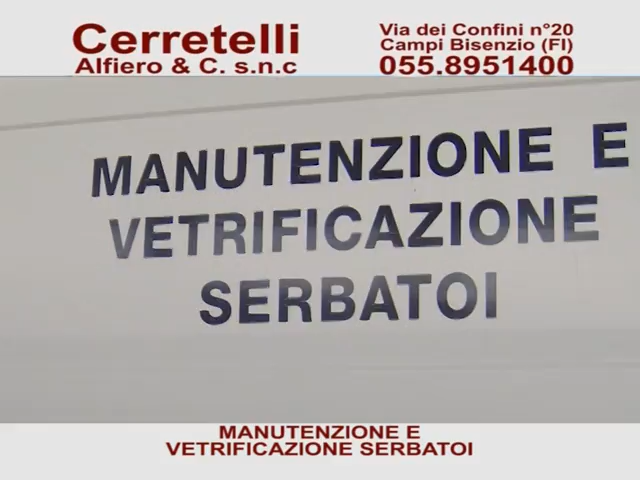 Cerretelli
Alfiero & C. s.n.c
Via dei Confini n°20
Campi Bisenzio (FI)
055.8951400
MANUTENZIONE E
VETRIFICAZIONE
SERBATOI
MANUTENZIONE E
VETRIFICAZIONE SERBATOI